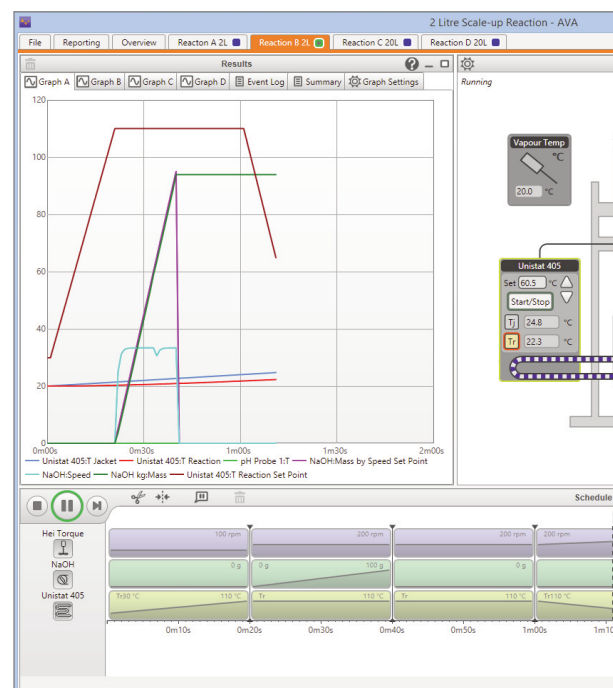 2 Litre Scale-up Reaction - AVA
File Reporting Overview Reacton A 2L Reaction B 2L Reaction C 20L Reaction D 20L
Results
Graph A Graph B Graph C Graph D Event Log Summary Graph Settings
Running
120
100
80
60
40
20
0
0m00s 0m30s 1m00s 1m30s 2m00s
Unistat 405:T Jacket Unistat 405:T Reaction pH Probe 1:T NaOH:Mass by Speed Set Point
NaOH:Speed NaOH kg:Mass Unistat 405:T Reaction Set Point
Vapour Temp
°C
20.0 °C
Unistat 405
Set 60.5 °C
Start/Stop
Tj 24.8 °C
Tr 22.3 °C
Schedule
Hei Torque
100 rpm 200 rpm 200 rpm 200 rpm
NaOH
0 g 0 g 100 g 0 g
Unistat 405
Tr30 °C 110 °C Tr 110 °C Tr 110 °C Tr110 °C
0m10s 0m20s 0m30s 0m40s 0m50s 1m00s 1m10